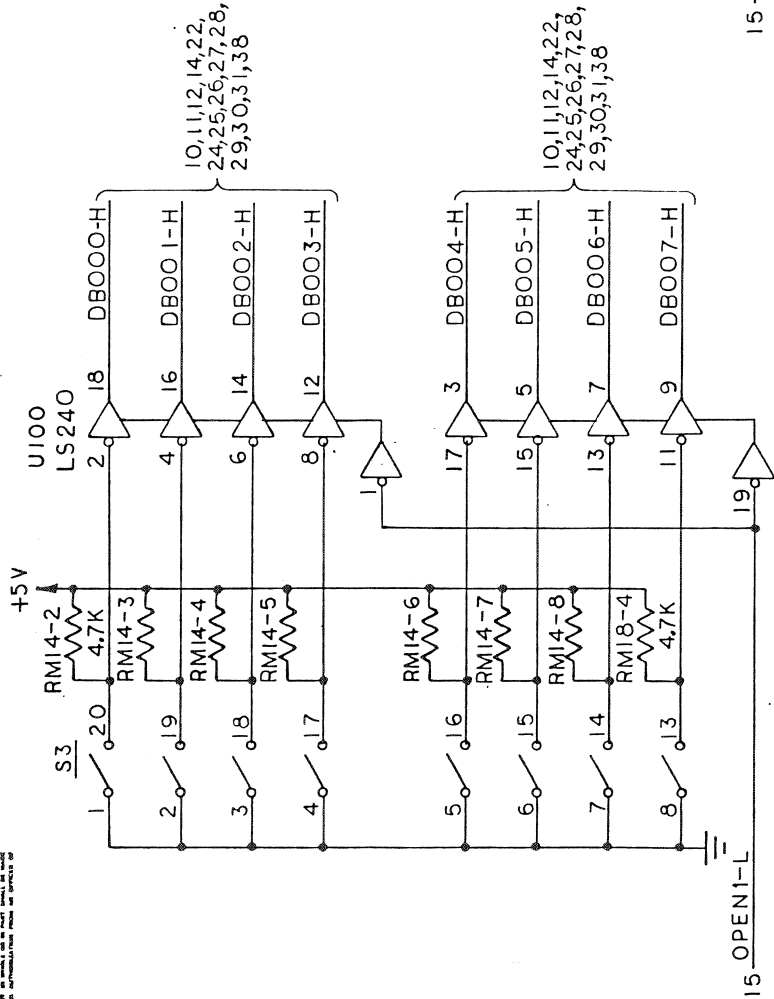 +5V
U100
LS240
S3
1
20
RM14-2
4.7K
2
18
DB000-H
2
19
RM14-3
4
16
DB001-H
3
18
RM14-4
6
14
DB002-H
4
17
RM14-5
8
12
DB003-H
10,11,12,14,22,
24,25,26,27,28,
29,30,31,38
1
5
16
RM14-6
17
3
DB004-H
6
15
RM14-7
15
5
DB005-H
7
14
RM14-8
13
7
DB006-H
8
13
RM18-4
4.7K
11
9
DB007-H
10,11,12,14,22,
24,25,26,27,28,
29,30,31,38
19
15 OPEN1-L
15-